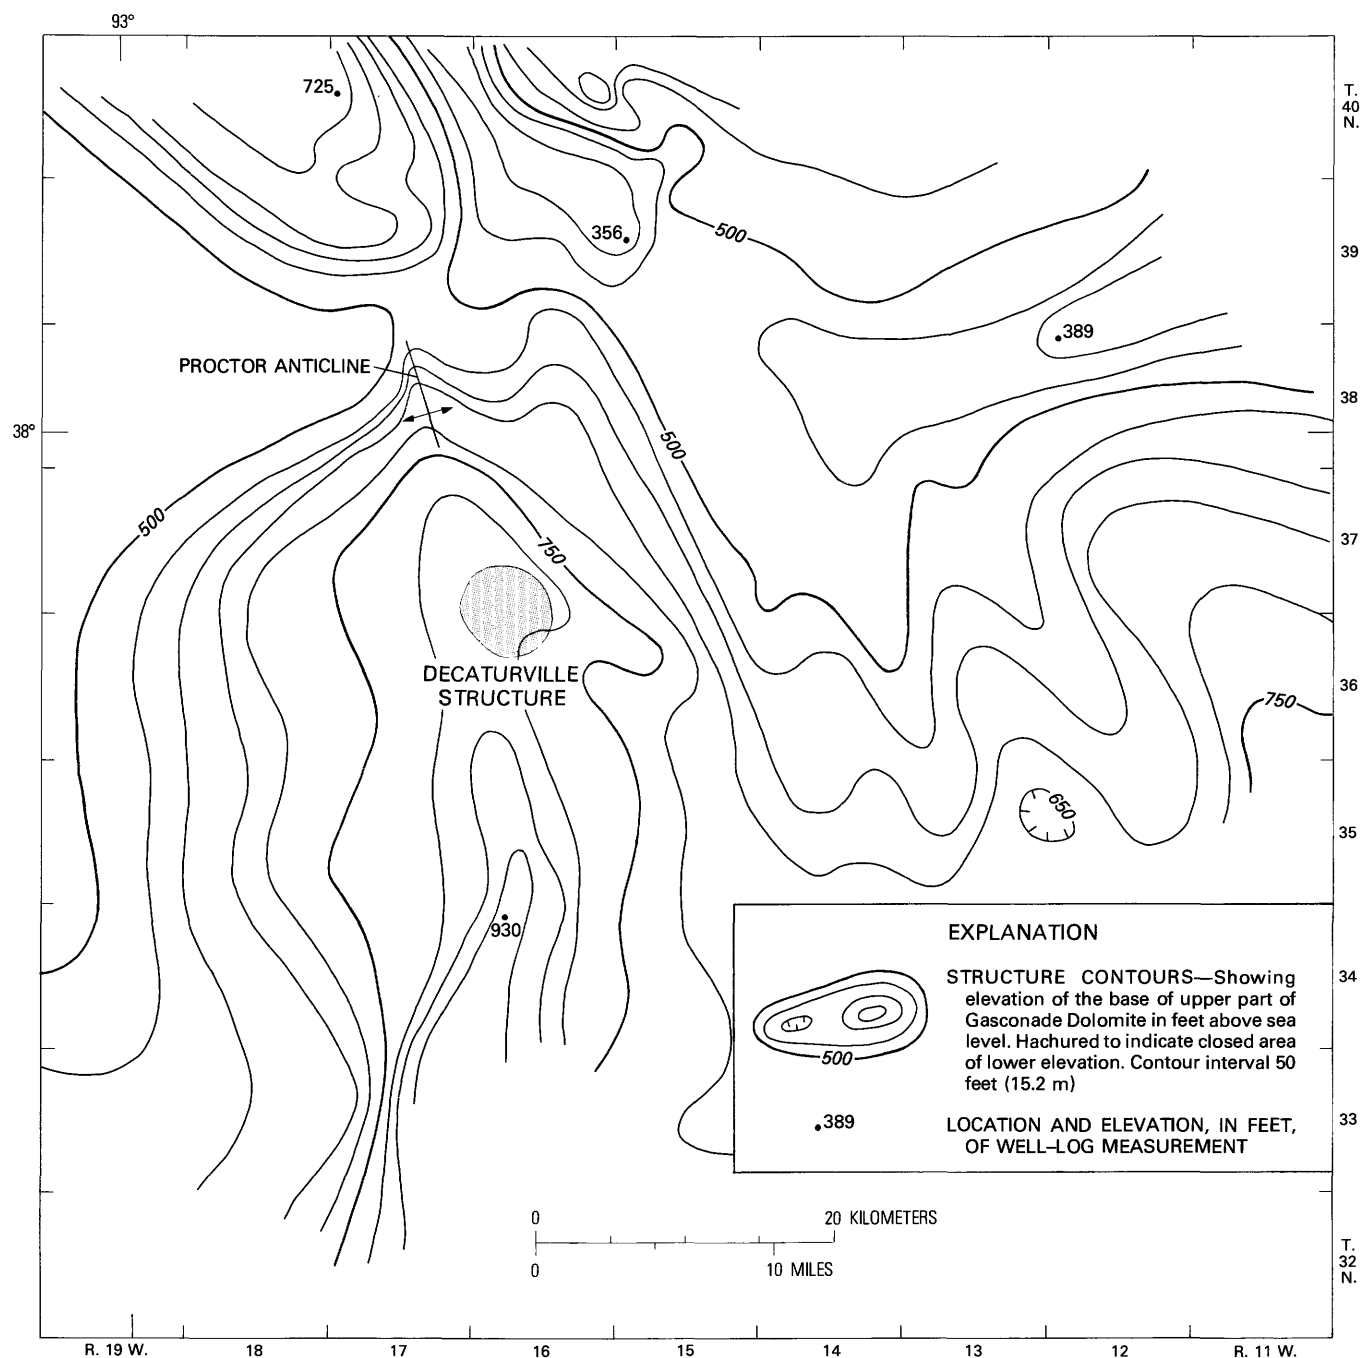 93°
725
T.
40
N.
356
500
39
389
PROCTOR ANTICLINE
38
38°
500
500
37
750
DECATURVILLE
STRUCTURE
36
750
650
35
930
EXPLANATION
STRUCTURE CONTOURS—Showing
elevation of the base of upper part of
Gasconade Dolomite in feet above sea
level. Hachured to indicate closed area
of lower elevation. Contour interval 50
feet (15.2 m)
500
34
389
LOCATION AND ELEVATION, IN FEET,
OF WELL–LOG MEASUREMENT
33
0 20 KILOMETERS
0 10 MILES
T.
32
N.
R. 19 W. 18 17 16 15 14 13 12 R. 11 W.